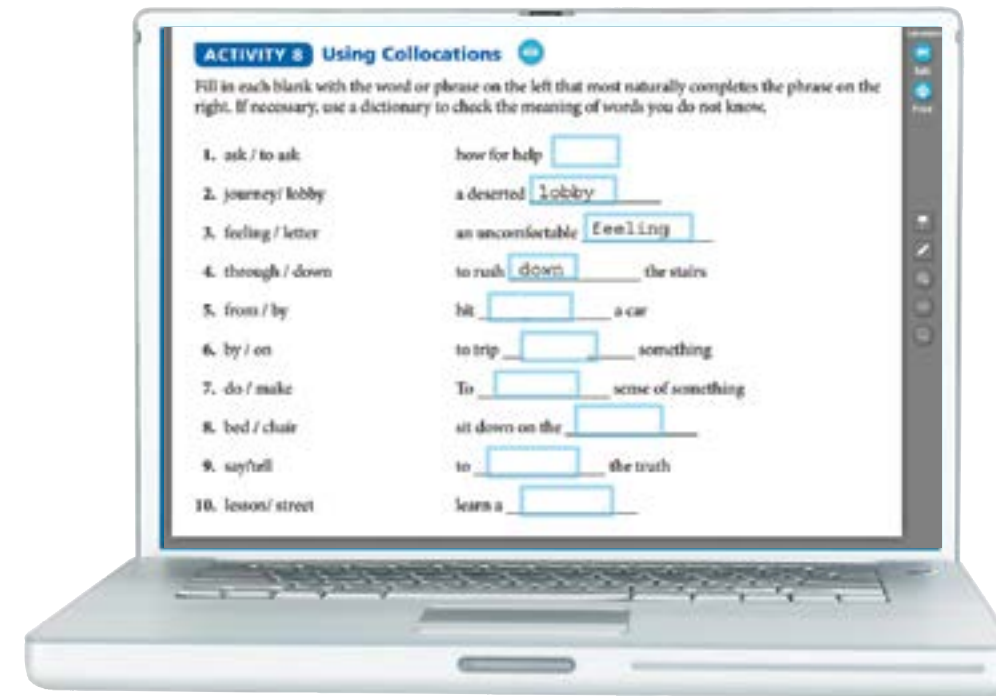 ACTIVITY 8 Using Collocations
Fill in each blank with the word or phrase on the left that most naturally completes the phrase on the
right. If necessary, use a dictionary to check the meaning of words you do not know.
1. ask / to ask how for help
2. journey/ lobby a deserted lobby
3. feeling / letter an uncomfortable feeling
4. through / down to rush down the stairs
5. from / by hit a car
6. by / on to trip something
7. do / make To sense of something
8. bed / chair sit down on the
9. say/tell to the truth
10. lesson/ street learn a